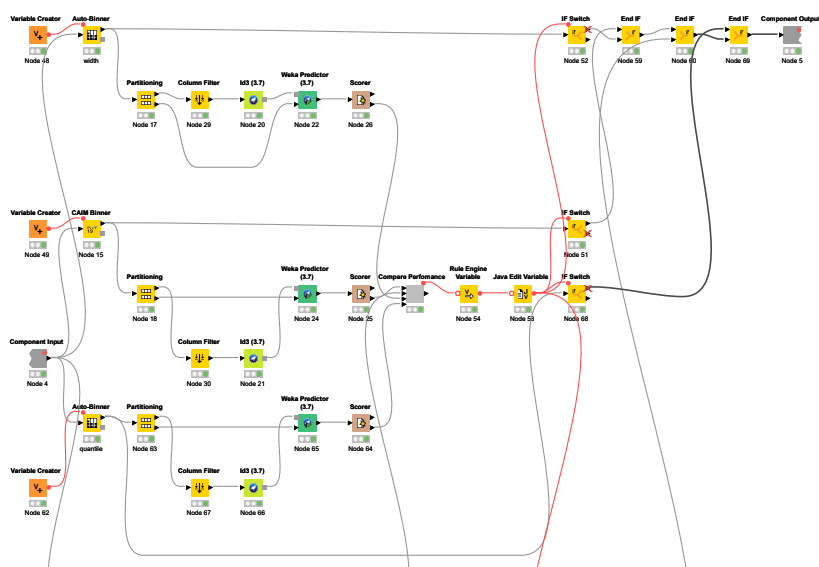 Variable Creator
Auto-Binner
IF Switch
End IF
End IF
End IF
Component Output
Node 48
width
Node 52
Node 59
Node 60
Node 69
Node 5
Partitioning
Column Filter
Id3 (3.7)
Weka Predictor
(3.7)
Scorer
Node 17
Node 29
Node 20
Node 22
Node 26
Variable Creator
CAIM Binner
IF Switch
Node 49
Node 15
Node 51
Partitioning
Weka Predictor
(3.7)
Scorer
Compare Perfomance
Rule Engine
Variable
Java Edit Variable
IF Switch
Node 18
Node 24
Node 25
Node 54
Node 53
Node 68
Component Input
Column Filter
Id3 (3.7)
Node 4
Node 30
Node 21
Auto-Binner
Partitioning
Weka Predictor
(3.7)
Scorer
quantile
Node 63
Node 65
Node 64
Variable Creator
Column Filter
Id3 (3.7)
Node 62
Node 67
Node 66